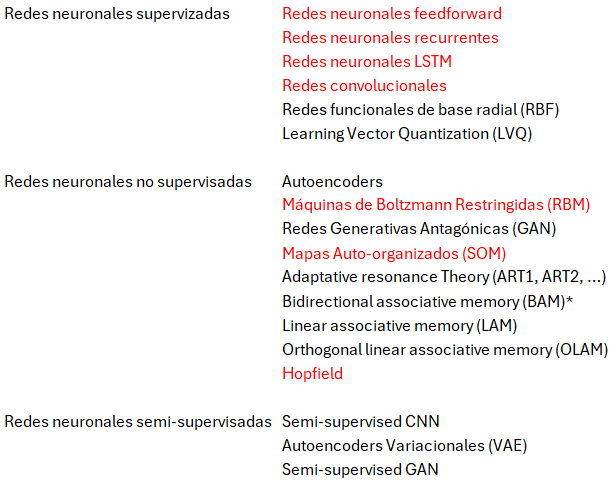 Redes neuronales supervizadas Redes neuronales feedforward
Redes neuronales recurrentes
Redes neuronales LSTM
Redes convolucionales
Redes funcionales de base radial (RBF)
Learning Vector Quantization (LVQ)
Redes neuronales no supervisadas Autoencoders
Máquinas de Boltzmann Restringidas (RBM)
Redes Generativas Antagónicas (GAN)
Mapas Auto-organizados (SOM)
Adaptative resonance Theory (ART1, ART2, ...)
Bidirectional associative memory (BAM)*
Linear associative memory (LAM)
Orthogonal linear associative memory (OLAM)
Hopfield
Redes neuronales semi-supervisadas Semi-supervised CNN
Autoencoders Variacionales (VAE)
Semi-supervised GAN